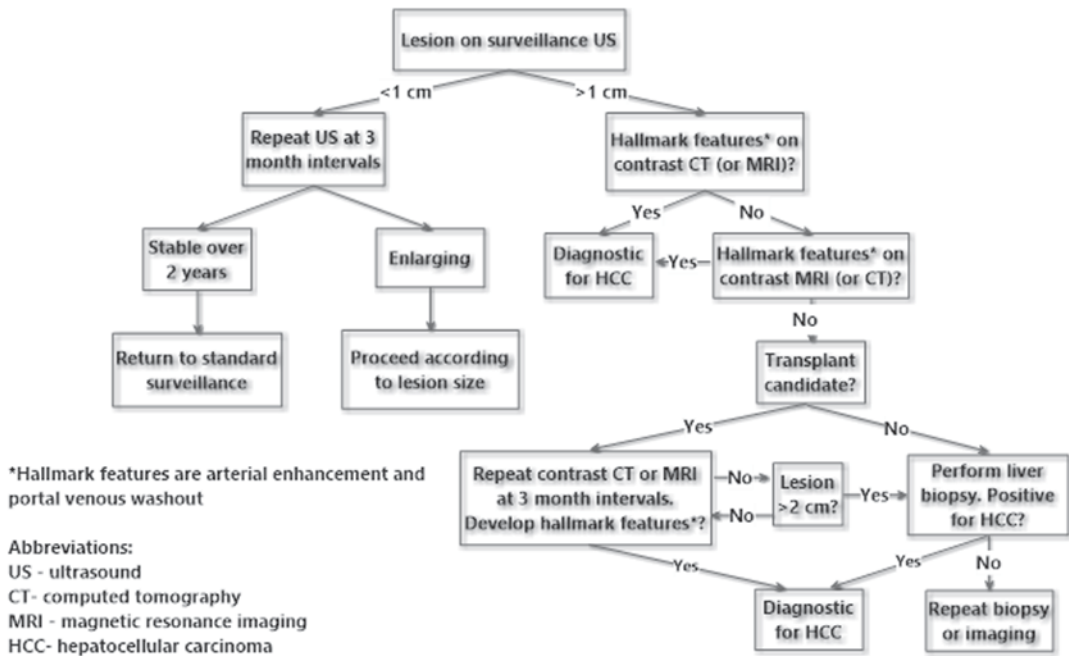 Lesion on surveillance US
<1 cm
>1 cm
Repeat US at 3
month intervals
Hallmark features* on
contrast CT (or MRI)?
Yes
No
Stable over
2 years
Enlarging
Diagnostic
for HCC
Yes
Hallmark features* on
contrast MRI (or CT)?
No
Return to standard
surveillance
Proceed according
to lesion size
Transplant
candidate?
Yes
No
Repeat contrast CT or MRI
at 3 month intervals.
Develop hallmark features*?
No
No
Lesion
>2 cm?
Yes
Perform liver
biopsy. Positive
for HCC?
Yes
Yes
No
Diagnostic
for HCC
Repeat biopsy
or imaging
*Hallmark features are arterial enhancement and
portal venous washout
Abbreviations:
US - ultrasound
CT- computed tomography
MRI - magnetic resonance imaging
HCC- hepatocellular carcinoma